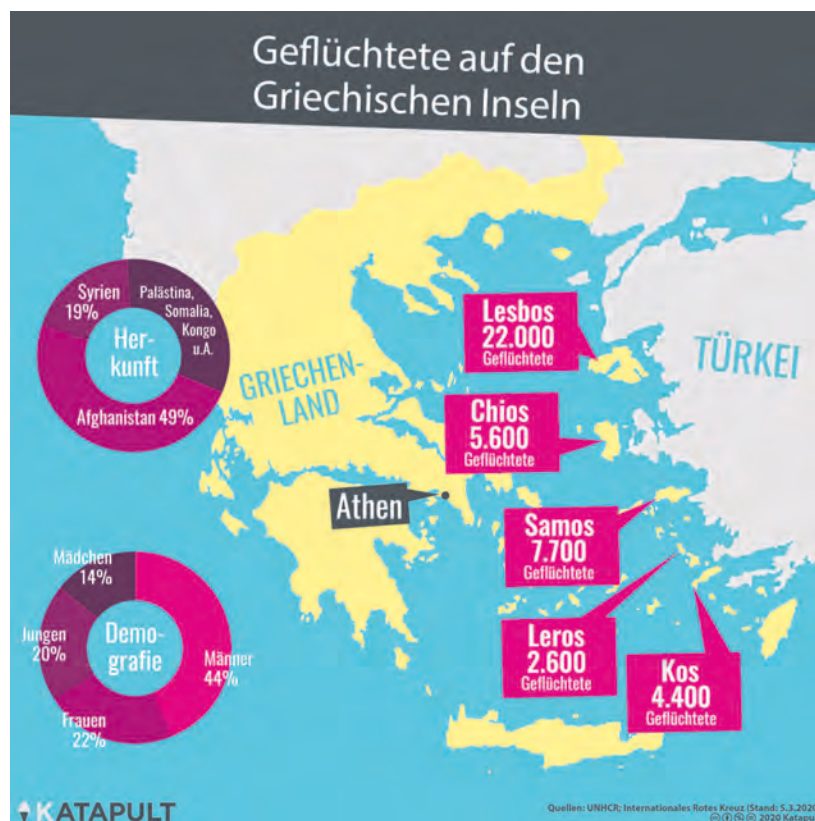 Geflüchtete auf den
Griechischen Inseln
Syrien
19%
Palästina,
Somalia,
Kongo
u.A.
Her-
kunft
Afghanistan 49%
GRIECHEN-
LAND
TÜRKEI
Lesbos
22.000
Geflüchtete
Chios
5.600
Geflüchtete
Athen
Samos
7.700
Geflüchtete
Leros
2.600
Geflüchtete
Kos
4.400
Geflüchtete
Mädchen
14%
Jungen
20%
Demo-
grafie
Männer
44%
Frauen
22%
KATAPULT
Quellen: UNHCR; Internationales Rotes Kreuz (Stand: 5.3.2020
2020 Katapu